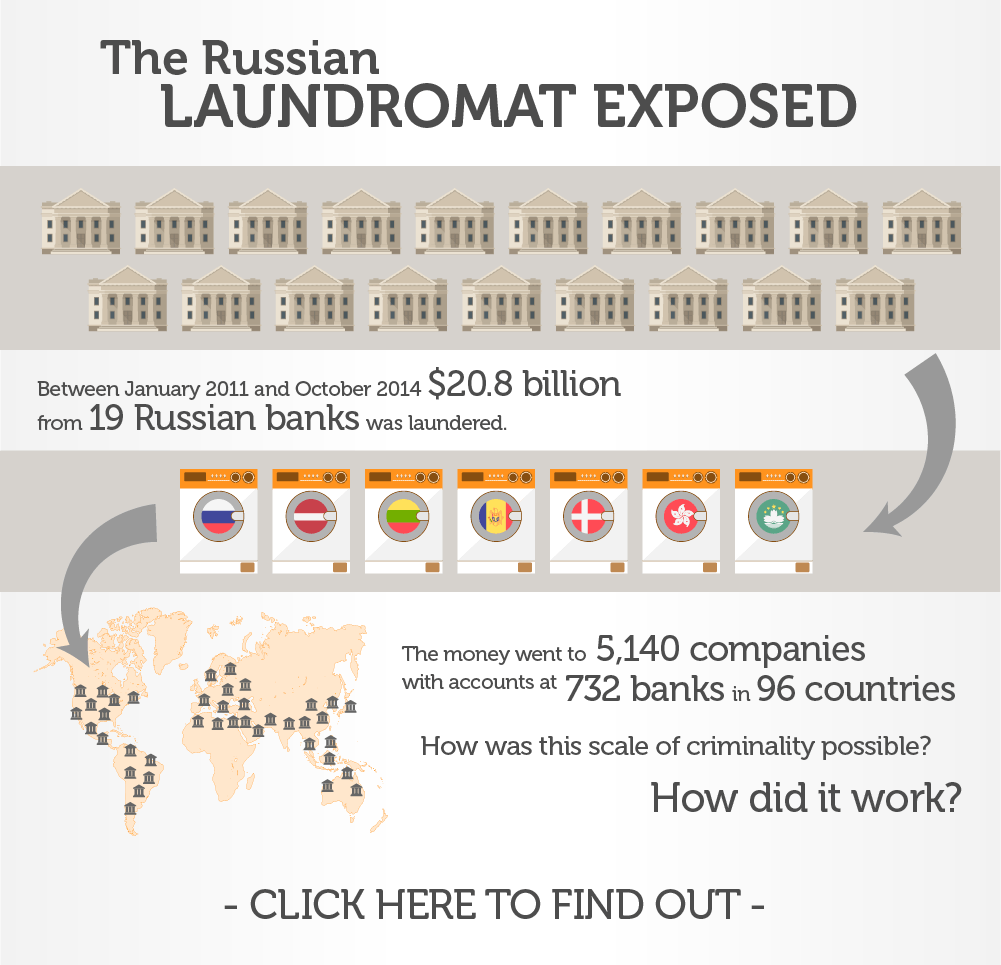 The Russian
LAUNDROMAT EXPOSED
Between January 2011 and October 2014 $20.8 billion
from 19 Russian banks was laundered.
The money went to 5,140 companies
with accounts at 732 banks in 96 countries
How was this scale of criminality possible?
How did it work?
- CLICK HERE TO FIND OUT -